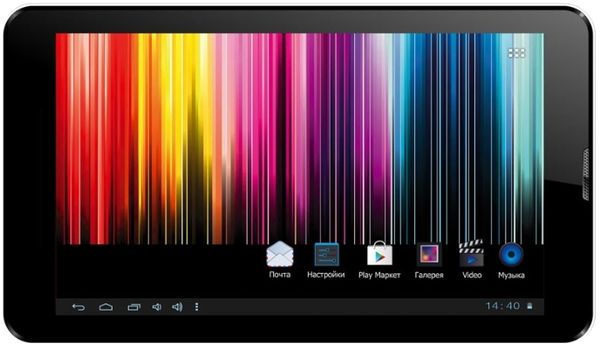 Почта
Настройки
Play Маркет
Галерея
Video
Музыка
14:40